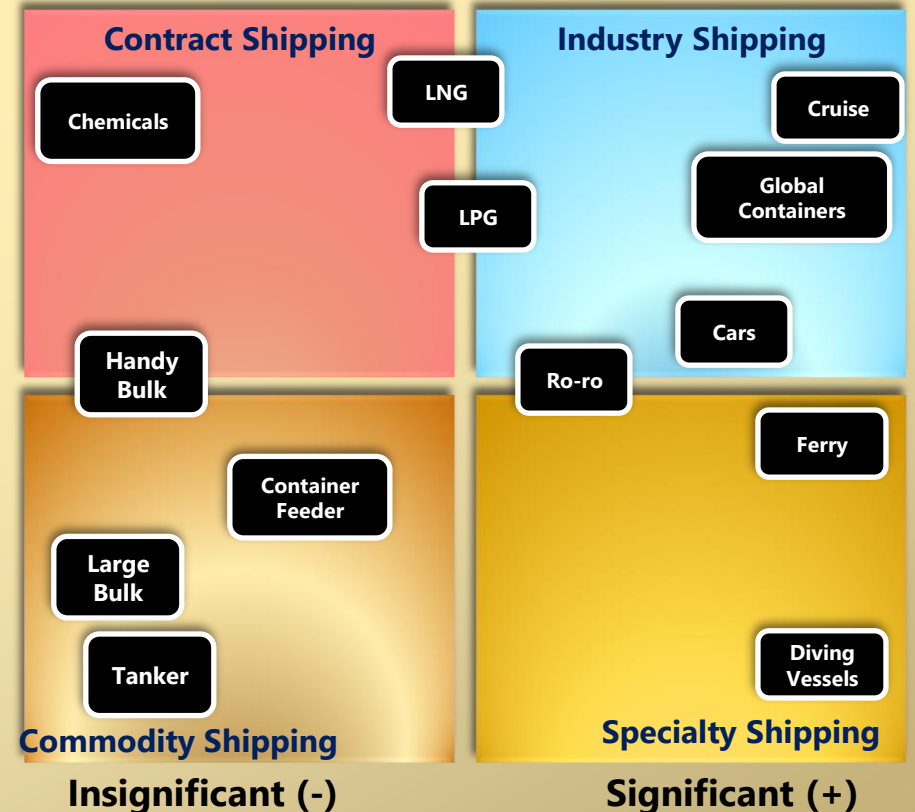 Contract Shipping
Industry Shipping
LNG
Chemicals
Cruise
Global
Containers
LPG
Cars
Handy
Bulk
Ro-ro
Ferry
Container
Feeder
Large
Bulk
Tanker
Diving
Vessels
Commodity Shipping
Specialty Shipping
Insignificant (-)
Significant (+)